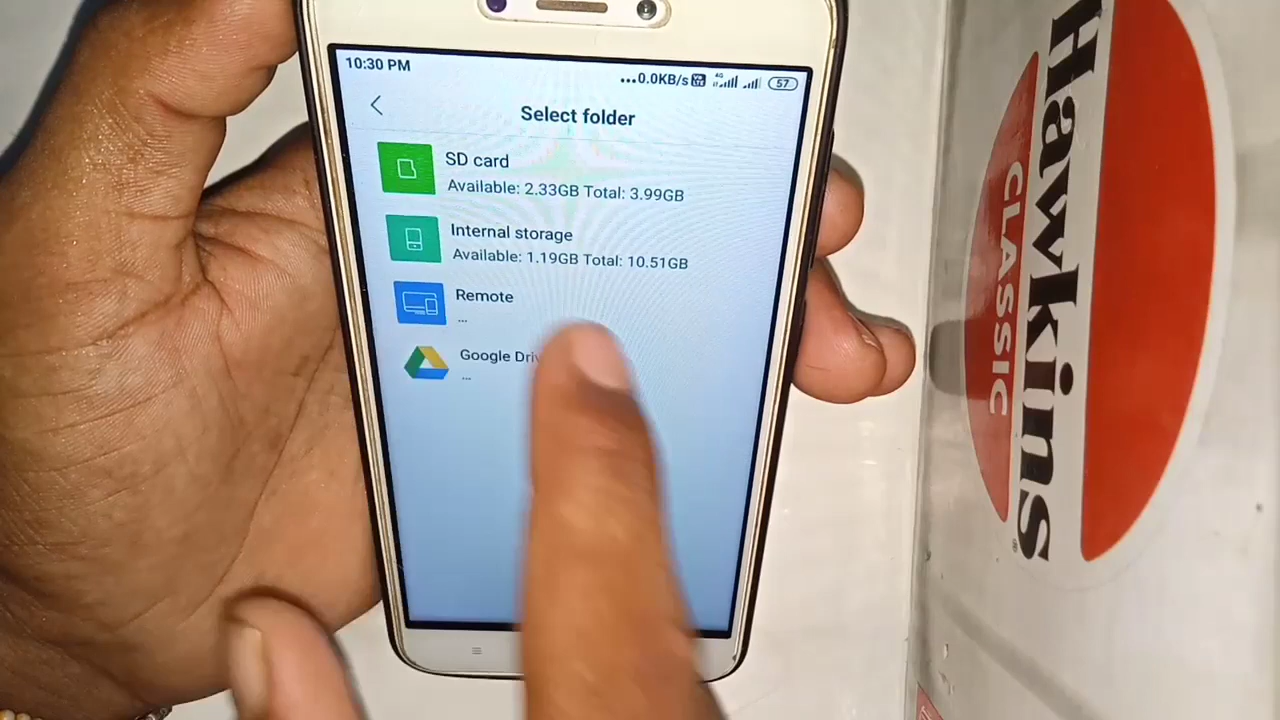 10:30 PM
...0.0KB/s 4G 57
Select folder
SD card
Available: 2.33GB Total: 3.99GB
Internal storage
Available: 1.19GB Total: 10.51GB
Remote
...
Google
...
Hawkins
CLASSIC
®